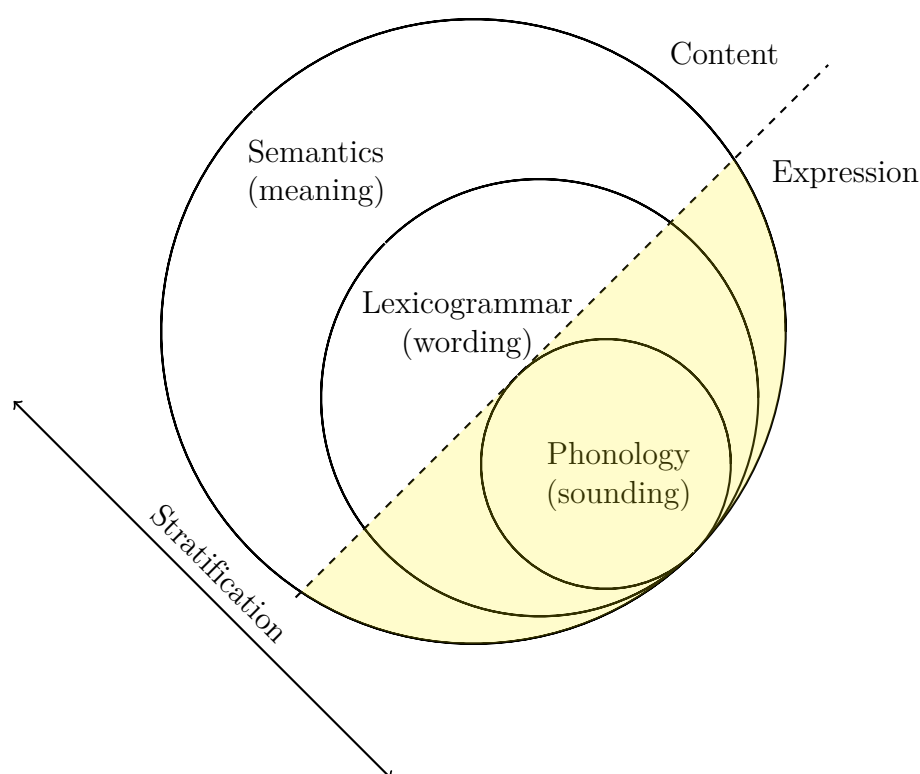 Content
Semantics
(meaning)
Expression
Lexicogrammar
(wording)
Phonology
(sounding)
Stratification